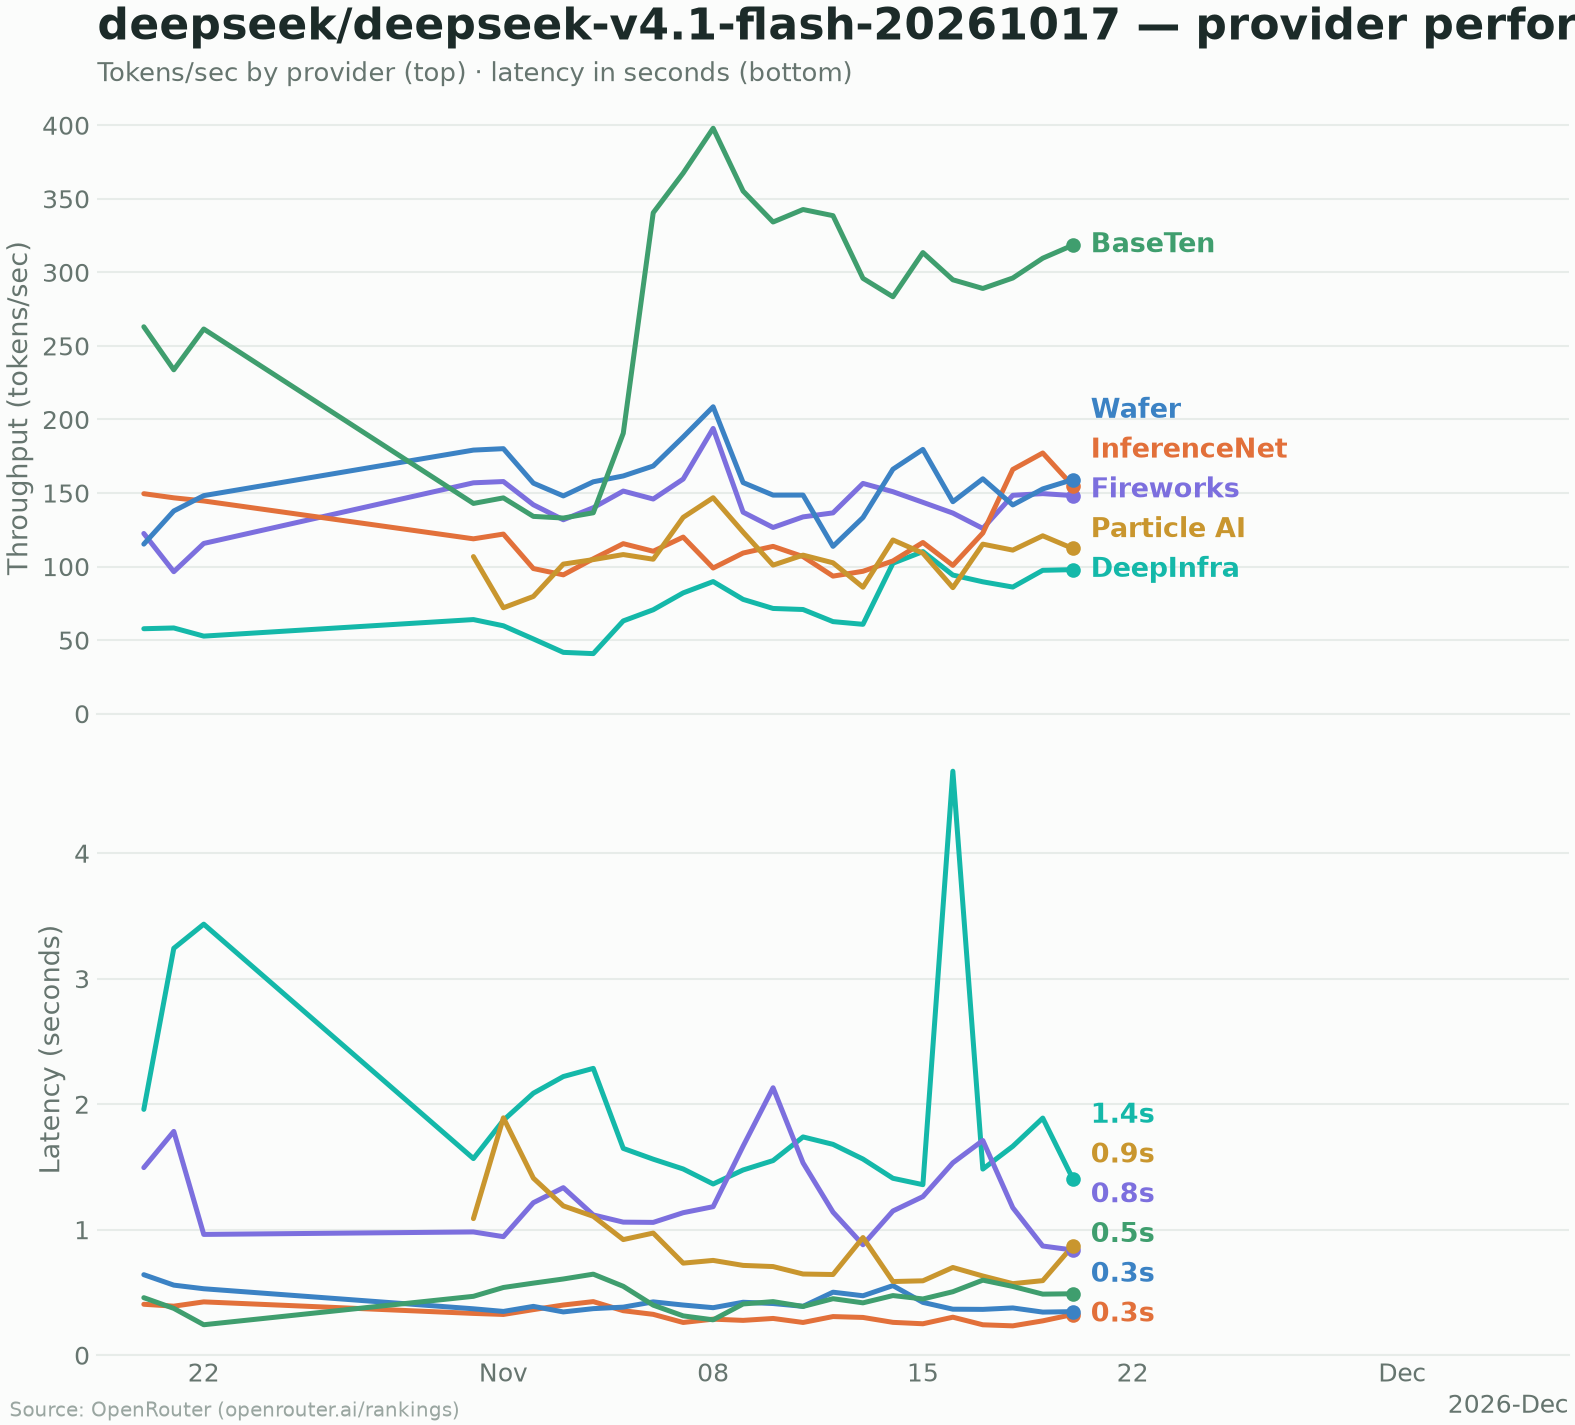 deepseek/deepseek-v4.1-flash-20261017 — provider perfor
Tokens/sec by provider (top) · latency in seconds (bottom)
Throughput (tokens/sec)
400
350
300
250
200
150
100
50
0
BaseTen
Wafer
InferenceNet
Fireworks
Particle AI
DeepInfra
Latency (seconds)
4
3
2
1
0
1.4s
0.9s
0.8s
0.5s
0.3s
0.3s
22 Nov 08 15 22 Dec
2026-Dec
Source: OpenRouter (openrouter.ai/rankings)